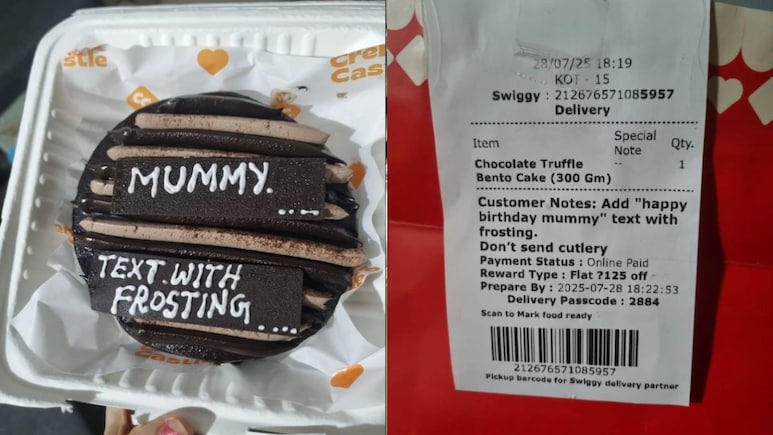 MUMMY.
....
TEXT.WITH
FROSTING
....
28/07/25 18:19
KOT - 15
Swiggy : 212676571085957
Delivery
Item Special Note Qty.
Chocolate Truffle -- 1
Bento Cake (300 Gm)
Customer Notes: Add "happy
birthday mummy" text with
frosting.
Don't send cutlery
Payment Status : Online Paid
Reward Type : Flat ?125 off
Prepare By : 2025-07-28 18:22:53
Delivery Passcode : 2884
Scan to Mark food ready
212676571085957
Pickup barcode for Swiggy delivery partner